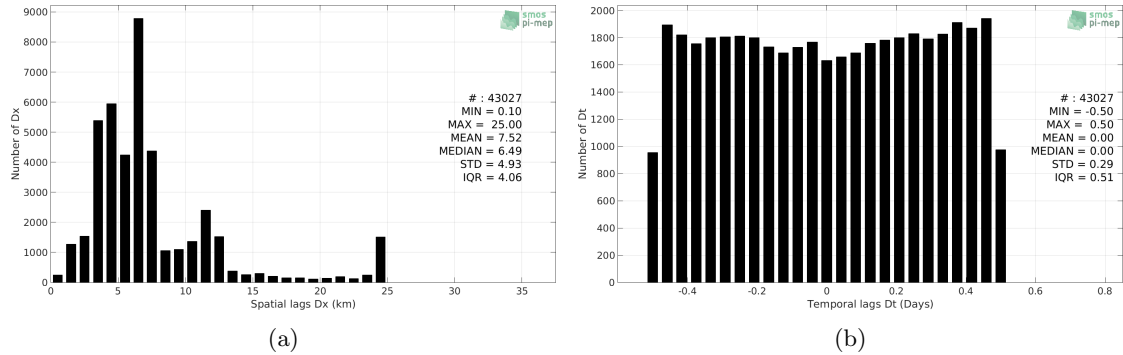 9000
8000
7000
6000
5000
4000
3000
2000
1000
0
Number of Dx
0 5 10 15 20 25 30 35
Spatial lags Dx (km)
smos
pi-mep
# : 43027
MIN = 0.10
MAX = 25.00
MEAN = 7.52
MEDIAN = 6.49
STD = 4.93
IQR = 4.06
(a)
2000
1800
1600
1400
1200
1000
800
600
400
200
0
Number of Dt
-0.4 -0.2 0 0.2 0.4 0.6 0.8
Temporal lags Dt (Days)
smos
pi-mep
# : 43027
MIN = -0.50
MAX = 0.50
MEAN = 0.00
MEDIAN = 0.00
STD = 0.29
IQR = 0.51
(b)